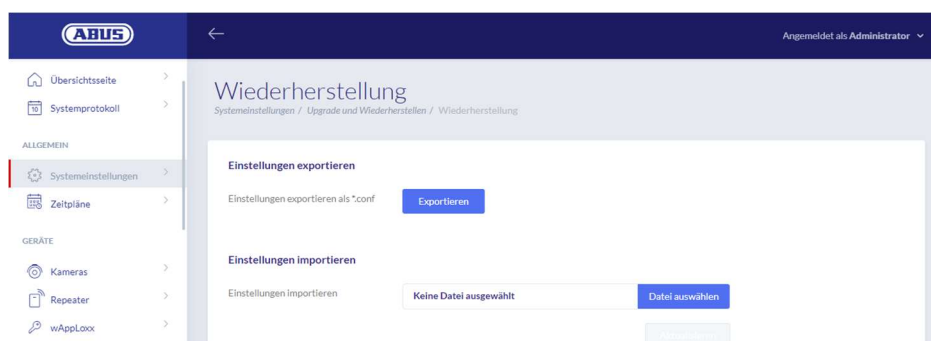 ABUS
Angemeldet als Administrator
Übersichtsseite
Systemprotokoll
ALLGEMEIN
Systemeinstellungen
Zeitpläne
GERÄTE
Kameras
Repeater
wAppLoxx
Wiederherstellung
Systemeinstellungen / Upgrade und Wiederherstellen / Wiederherstellung
Einstellungen exportieren
Einstellungen exportieren als *.conf
Exportieren
Einstellungen importieren
Einstellungen importieren
Keine Datei ausgewählt
Datei auswählen